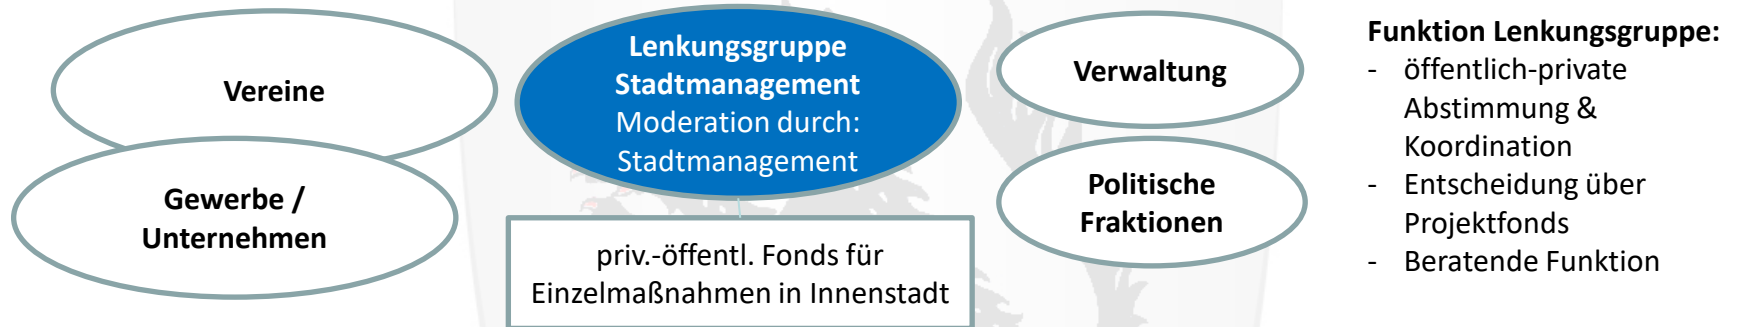 Vereine
Gewerbe /
Unternehmen
Lenkungsgruppe
Stadtmanagement
Moderation durch:
Stadtmanagement
priv.-öffentl. Fonds für
Einzelmaßnahmen in Innenstadt
Verwaltung
Politische
Fraktionen
Funktion Lenkungsgruppe:
- öffentlich-private
Abstimmung &
Koordination
- Entscheidung über
Projektfonds
- Beratende Funktion